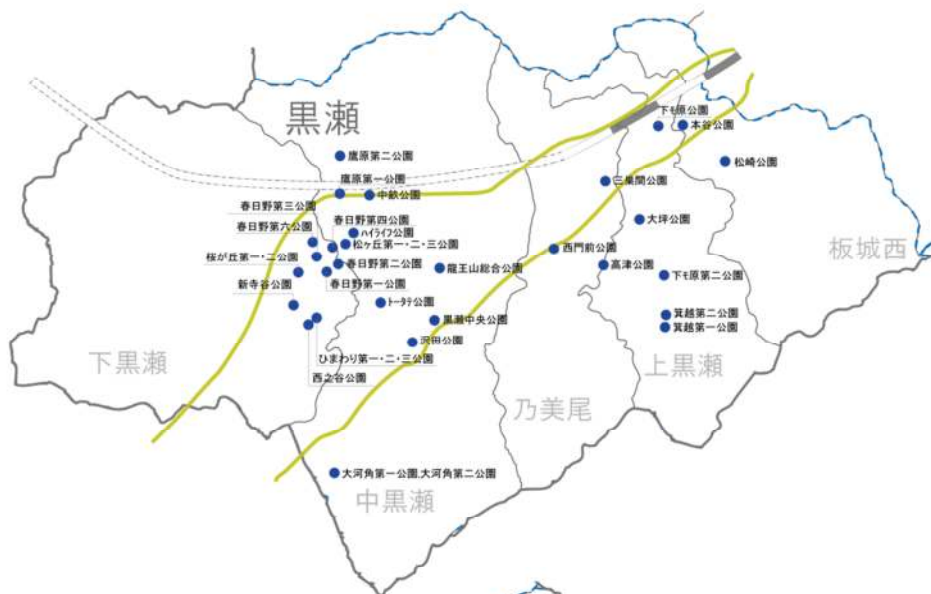 黒瀬
下モ原公園
本谷公園
松崎公園
鷹原第二公園
鷹原第一公園
中畝公園
三巣間公園
春日野第三公園
春日野第六公園
春日野第四公園
ハイライフ公園
松ヶ丘第一・二・三公園
大坪公園
西門前公園
板城西
桜が丘第一・二公園
春日野第二公園
龍王山総合公園
高津公園
下モ原第二公園
新寺谷公園
春日野第一公園
トータテ公園
黒瀬中央公園
箕越第二公園
箕越第一公園
沢田公園
下黒瀬
ひまわり第一・二・三公園
上黒瀬
西之谷公園
乃美尾
大河角第一公園,大河角第二公園
中黒瀬